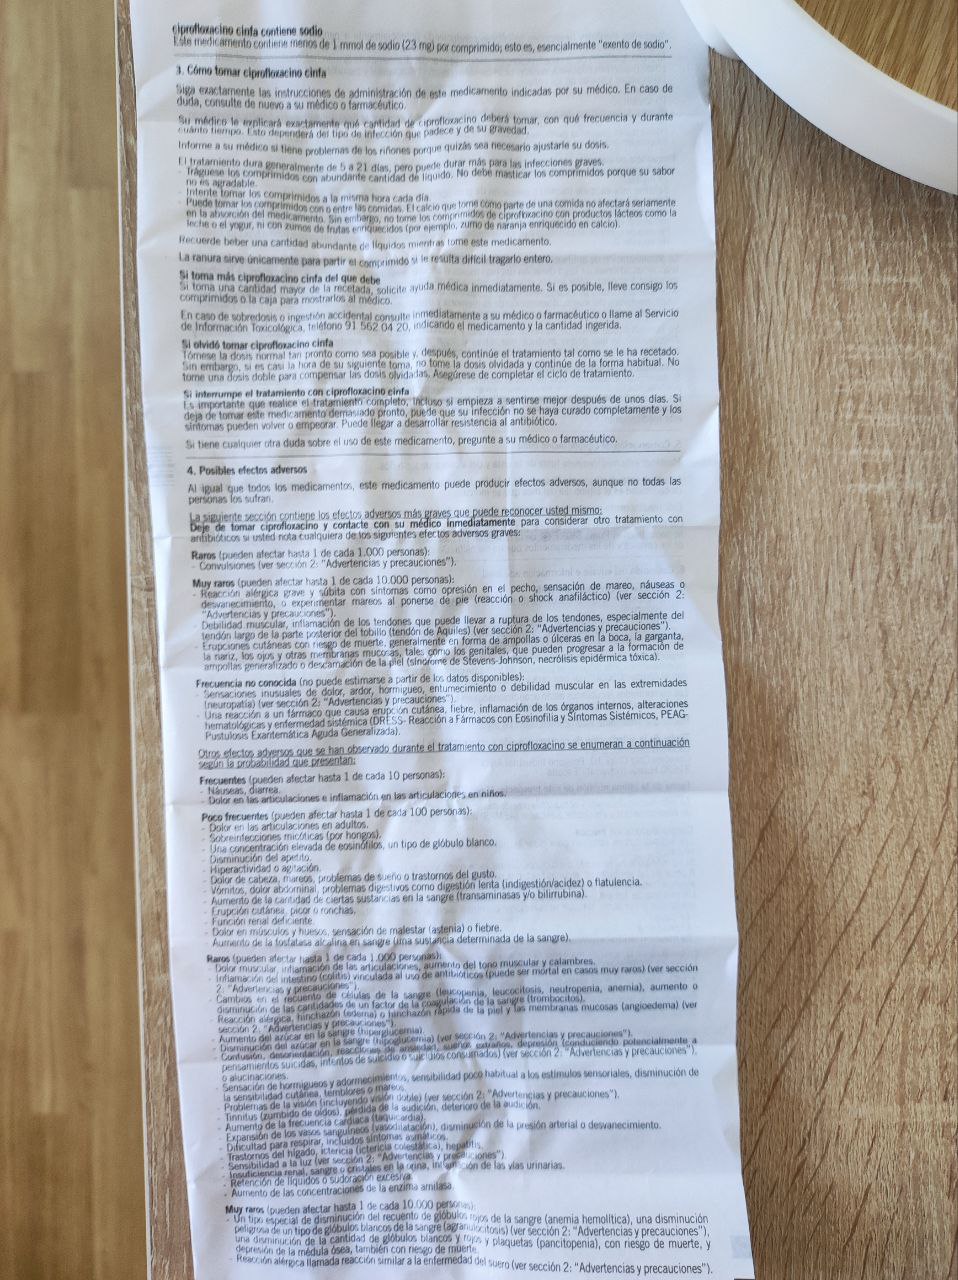 ciprofloxacino cinfa contiene sodio
Este medicamento contiene menos de 1 mmol de sodio (23 mg) por comprimido; esto es, esencialmente "exento de sodio".
3. Cómo tomar ciprofloxacino cinfa
Siga exactamente las instrucciones de administración de este medicamento indicadas por su médico. En caso de
duda, consulte de nuevo a su médico o farmacéutico.
Su médico le explicará exactamente qué cantidad de ciprofloxacino deberá tomar, con qué frecuencia y durante
cuánto tiempo. Esto dependerá del tipo de infección que padece y de su gravedad.
Informe a su médico si tiene problemas de los riñones porque quizás sea necesario ajustarle su dosis.
El tratamiento dura generalmente de 5 a 21 días, pero puede durar más para las infecciones graves.
- Tráguese los comprimidos con abundante cantidad de líquido. No debe masticar los comprimidos porque su sabor
no es agradable.
- Intente tomar los comprimidos a la misma hora cada día.
- Puede tomar los comprimidos con o entre las comidas. El calcio que tome como parte de una comida no afectará seriamente
en la absorción del medicamento. Sin embargo, no tome los comprimidos de ciprofloxacino con productos lácteos como la
leche o el yogur, ni con zumos de frutas enriquecidos (por ejemplo, zumo de naranja enriquecido en calcio).
Recuerde beber una cantidad abundante de líquidos mientras tome este medicamento.
La ranura sirve únicamente para partir el comprimido si le resulta difícil tragarlo entero.
Si toma más ciprofloxacino cinfa del que debe
Si toma una cantidad mayor de la recetada, solicite ayuda médica inmediatamente. Si es posible, lleve consigo los
comprimidos o la caja para mostrarlos al médico.
En caso de sobredosis o ingestión accidental consulte inmediatamente a su médico o farmacéutico o llame al Servicio
de Información Toxicológica, teléfono 91 562 04 20, indicando el medicamento y la cantidad ingerida.
Si olvidó tomar ciprofloxacino cinfa
Tómese la dosis normal tan pronto como sea posible y, después, continúe el tratamiento tal como se le ha recetado.
Sin embargo, si es casi la hora de su siguiente toma, no tome la dosis olvidada y continúe de la forma habitual. No
tome una dosis doble para compensar las dosis olvidadas. Asegúrese de completar el ciclo de tratamiento.
Si interrumpe el tratamiento con ciprofloxacino cinfa
Es importante que realice el tratamiento completo, incluso si empieza a sentirse mejor después de unos días. Si
deja de tomar este medicamento demasiado pronto, puede que su infección no se haya curado completamente y los
síntomas pueden volver o empeorar. Puede llegar a desarrollar resistencia al antibiótico.
Si tiene cualquier otra duda sobre el uso de este medicamento, pregunte a su médico o farmacéutico.
4. Posibles efectos adversos
Al igual que todos los medicamentos, este medicamento puede producir efectos adversos, aunque no todas las
personas los sufran.
La siguiente sección contiene los efectos adversos más graves que puede reconocer usted mismo:
Deje de tomar ciprofloxacino y contacte con su médico inmediatamente para considerar otro tratamiento con
antibióticos si usted nota cualquiera de los siguientes efectos adversos graves:
Raros (pueden afectar hasta 1 de cada 1.000 personas):
- Convulsiones (ver sección 2: "Advertencias y precauciones").
Muy raros (pueden afectar hasta 1 de cada 10.000 personas):
- Reacción alérgica grave y súbita con síntomas como opresión en el pecho, sensación de mareo, náuseas o
desvanecimiento, o experimentar mareos al ponerse de pie (reacción o shock anafiláctico) (ver sección 2:
"Advertencias y precauciones").
- Debilidad muscular, inflamación de los tendones que puede llevar a ruptura de los tendones, especialmente del
tendón largo de la parte posterior del tobillo (tendón de Aquiles) (ver sección 2: "Advertencias y precauciones").
- Erupciones cutáneas con riesgo de muerte, generalmente en forma de ampollas o úlceras en la boca, la garganta,
la nariz, los ojos y otras membranas mucosas, tales como los genitales, que pueden progresar a la formación de
ampollas generalizado o descamación de la piel (síndrome de Stevens-Johnson, necrólisis epidérmica tóxica).
Frecuencia no conocida (no puede estimarse a partir de los datos disponibles):
- Sensaciones inusuales de dolor, ardor, hormigueo, entumecimiento o debilidad muscular en las extremidades
(neuropatía) (ver sección 2: "Advertencias y precauciones").
- Una reacción a un fármaco que causa erupción cutánea, fiebre, inflamación de los órganos internos, alteraciones
hematológicas y enfermedad sistémica (DRESS- Reacción a Fármacos con Eosinofilia y Síntomas Sistémicos, PEAG-
Pustulosis Exantemática Aguda Generalizada).
Otros efectos adversos que se han observado durante el tratamiento con ciprofloxacino se enumeran a continuación
según la probabilidad que presentan:
Frecuentes (pueden afectar hasta 1 de cada 10 personas):
- Náuseas, diarrea.
- Dolor en las articulaciones e inflamación en las articulaciones en niños.
Poco frecuentes (pueden afectar hasta 1 de cada 100 personas):
- Dolor en las articulaciones en adultos.
- Sobreinfecciones micóticas (por hongos).
- Una concentración elevada de eosinófilos, un tipo de glóbulo blanco.
- Disminución del apetito.
- Hiperactividad o agitación.
- Dolor de cabeza, mareos, problemas de sueño o trastornos del gusto.
- Vómitos, dolor abdominal, problemas digestivos como digestión lenta (indigestión/acidez) o flatulencia.
- Aumento de la cantidad de ciertas sustancias en la sangre (transaminasas y/o bilirrubina).
- Erupción cutánea, picor o ronchas.
- Función renal deficiente.
- Dolor en músculos y huesos, sensación de malestar (astenia) o fiebre.
- Aumento de la fosfatasa alcalina en sangre (una sustancia determinada de la sangre).
Raros (pueden afectar hasta 1 de cada 1.000 personas):
- Dolor muscular, inflamación de las articulaciones, aumento del tono muscular y calambres.
- Inflamación del intestino (colitis) vinculada al uso de antibióticos (puede ser mortal en casos muy raros) (ver sección
2. "Advertencias y precauciones").
- Cambios en el recuento de células de la sangre (leucopenia, leucocitosis, neutropenia, anemia), aumento o
disminución de las cantidades de un factor de la coagulación de la sangre (trombocitos).
- Reacción alérgica, hinchazón (edema) o hinchazón rápida de la piel y las membranas mucosas (angioedema) (ver
sección 2: "Advertencias y precauciones").
- Aumento del azúcar en la sangre (hiperglucemia).
- Disminución del azúcar en la sangre (hipoglucemia) (ver sección 2: "Advertencias y precauciones").
- Confusión, desorientación, reacciones de ansiedad, sueños extraños, depresión (conduciendo potencialmente a
pensamientos suicidas, intentos de suicidio o suicidios consumados) (ver sección 2: "Advertencias y precauciones"),
o alucinaciones.
- Sensación de hormigueos y adormecimientos, sensibilidad poco habitual a los estímulos sensoriales, disminución de
la sensibilidad cutánea, temblores o mareos.
- Problemas de la visión (incluyendo visión doble) (ver sección 2: "Advertencias y precauciones").
- Tinnitus (zumbido de oídos), pérdida de la audición, deterioro de la audición.
- Aumento de la frecuencia cardíaca (taquicardia).
- Expansión de los vasos sanguíneos (vasodilatación), disminución de la presión arterial o desvanecimiento.
- Dificultad para respirar, incluidos síntomas asmáticos.
- Trastornos del hígado, ictericia (ictericia colestática), hepatitis.
- Sensibilidad a la luz (ver sección 2: "Advertencias y precauciones").
- Insuficiencia renal, sangre o cristales en la orina, inflamación de las vías urinarias.
- Retención de líquidos o sudoración excesiva.
- Aumento de las concentraciones de la enzima amilasa.
Muy raros (pueden afectar hasta 1 de cada 10.000 personas):
- Un tipo especial de disminución del recuento de glóbulos rojos de la sangre (anemia hemolítica), una disminución
peligrosa de un tipo de glóbulos blancos de la sangre (agranulocitosis) (ver sección 2: "Advertencias y precauciones"),
una disminución de la cantidad de glóbulos blancos y rojos y plaquetas (pancitopenia), con riesgo de muerte, y
depresión de la médula ósea, también con riesgo de muerte.
- Reacción alérgica llamada reacción similar a la enfermedad del suero (ver sección 2: "Advertencias y precauciones").